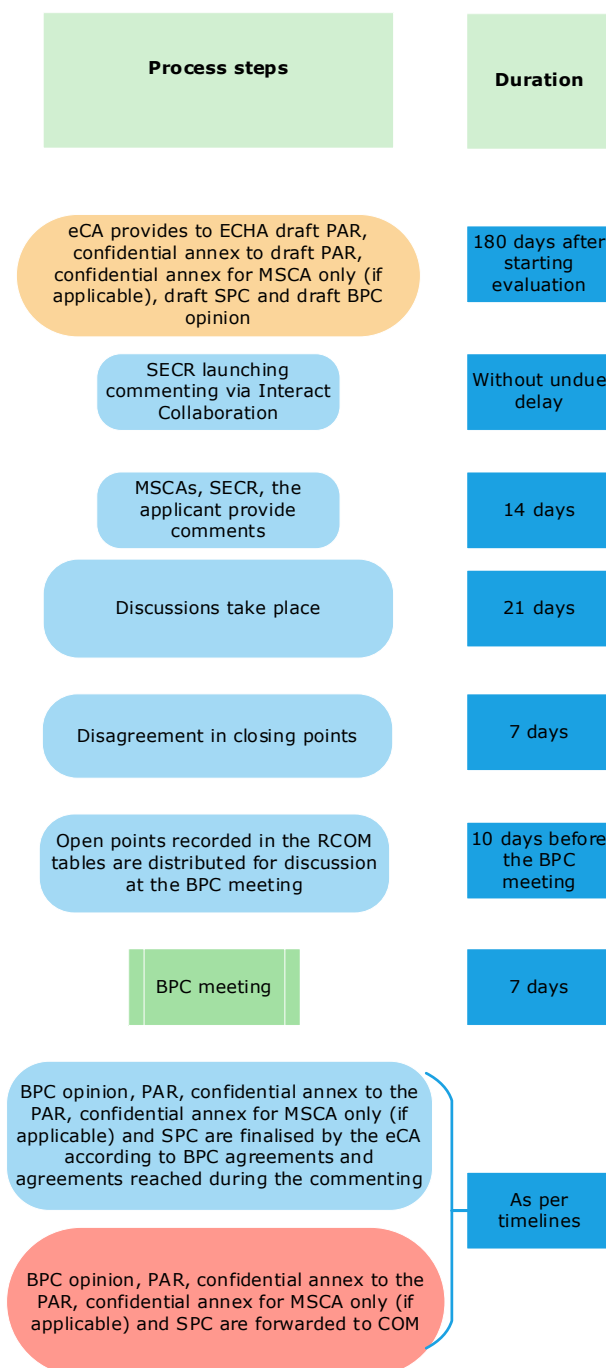 Process steps
Duration
eCA provides to ECHA draft PAR,
confidential annex to draft PAR,
confidential annex for MSCA only (if
applicable), draft SPC and draft BPC
opinion
180 days after
starting
evaluation
SECR launching
commenting via Interact
Collaboration
Without undue
delay
MSCAs, SECR, the
applicant provide
comments
14 days
Discussions take place
21 days
Disagreement in closing points
7 days
Open points recorded in the RCOM
tables are distributed for discussion
at the BPC meeting
10 days before
the BPC
meeting
BPC meeting
7 days
BPC opinion, PAR, confidential annex to the
PAR, confidential annex for MSCA only (if
applicable) and SPC are finalised by the eCA
according to BPC agreements and
agreements reached during the commenting
As per
timelines
BPC opinion, PAR, confidential annex to the
PAR, confidential annex for MSCA only (if
applicable) and SPC are forwarded to COM